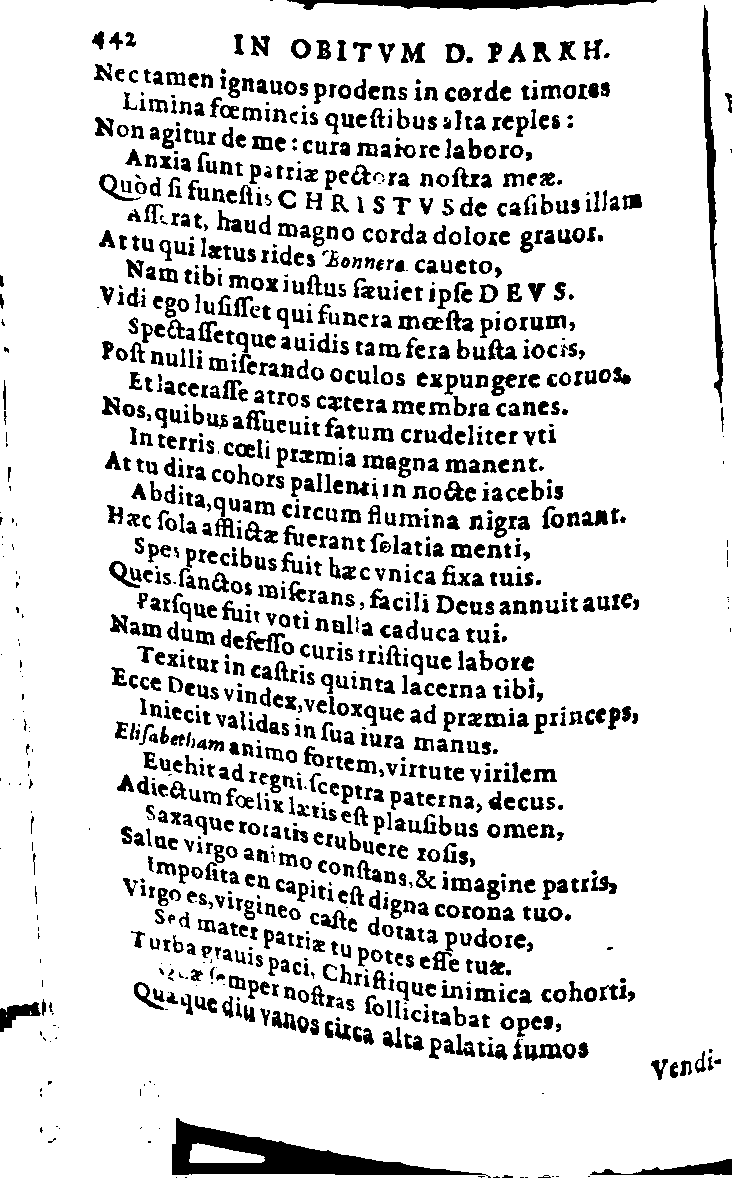 442 IN OBITVM D. PARKH.
Nec tamen ignauos prodens in corde timores
Limina fœmineis queſtibus alta reples:
Non agitur de me: cura maiore laboro,
Anxia ſunt patriæ pectora noſtra meæ.
Quòd ſi funeſtis CHRISTVS de caſibus illam
Aſſerat, haud magno corda dolore grauor.
At tu qui lætus rides Bonnere caueto,
Nam tibi mox iuſtus ſæuiet ipſe DEVS.
Vidi ego luſiſſet qui funera mœſta piorum,
Spectaſſetque auidis tam fera buſta iocis,
Poſt nulli miſerando oculos expungere coruos,
Et laceraſſe atros cætera membra canes.
Nos, quibus aſſueuit fatum crudeliter vti
In terris, cœli præmia magna manent.
At tu dira cohors pallenti in nocte iacebis
Abdita, quam circum flumina nigra ſonant.
Hæc ſola afflictæ fuerant ſolatia menti,
Spes precibus fuit hæc vnica fixa tuis.
Queis ſanctos miſerans, facili Deus annuit aure,
Parſque fuit voti nulla caduca tui.
Nam dum defeſſo curis triſtique labore
Texitur in caſtris quinta lacerna tibi,
Ecce Deus vindex, veloxque ad præmia princeps,
Iniecit validas in ſua iura manus.
Eliſabetham animo fortem, virtute virilem
Euehit ad regni ſceptra paterna, decus.
Adiectum fœlix lætis eſt plauſibus omen,
Saxaque rotatis erubuere roſis,
Salue virgo animo conſtans, & imagine patris,
Impoſita en capiti eſt digna corona tuo.
Virgo es, virgineo caſte dotata pudore,
Sed mater patriæ tu potes eſſe tuæ.
Turba grauis paci, Chriſtique inimica cohorti,
Quæ ſemper noſtras ſollicitabat opes,
Quaque diu vanos circa alta palatia fumos
Vendi-